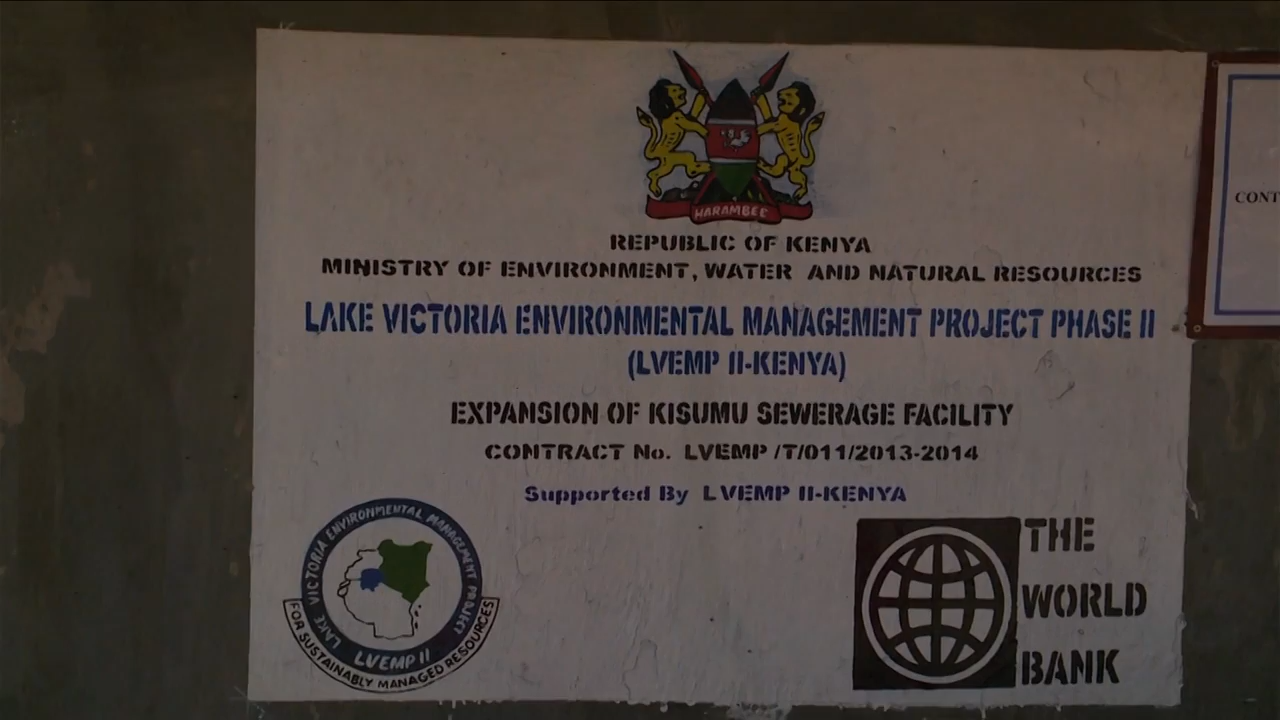 HARAMBEE
REPUBLIC OF KENYA
MINISTRY OF ENVIRONMENT, WATER AND NATURAL RESOURCES
LAKE VICTORIA ENVIRONMENTAL MANAGEMENT PROJECT PHASE II
(LVEMP II-KENYA)
EXPANSION OF KISUMU SEWERAGE FACILITY
CONTRACT No. LVEMP /T/011/2013-2014
Supported By LVEMP II-KENYA
LAKE VICTORIA ENVIRONMENTAL MANAGEMENT PROJECT
LVEMP II
FOR SUSTAINABLY MANAGED RESOURCES
THE
WORLD
BANK
CONT